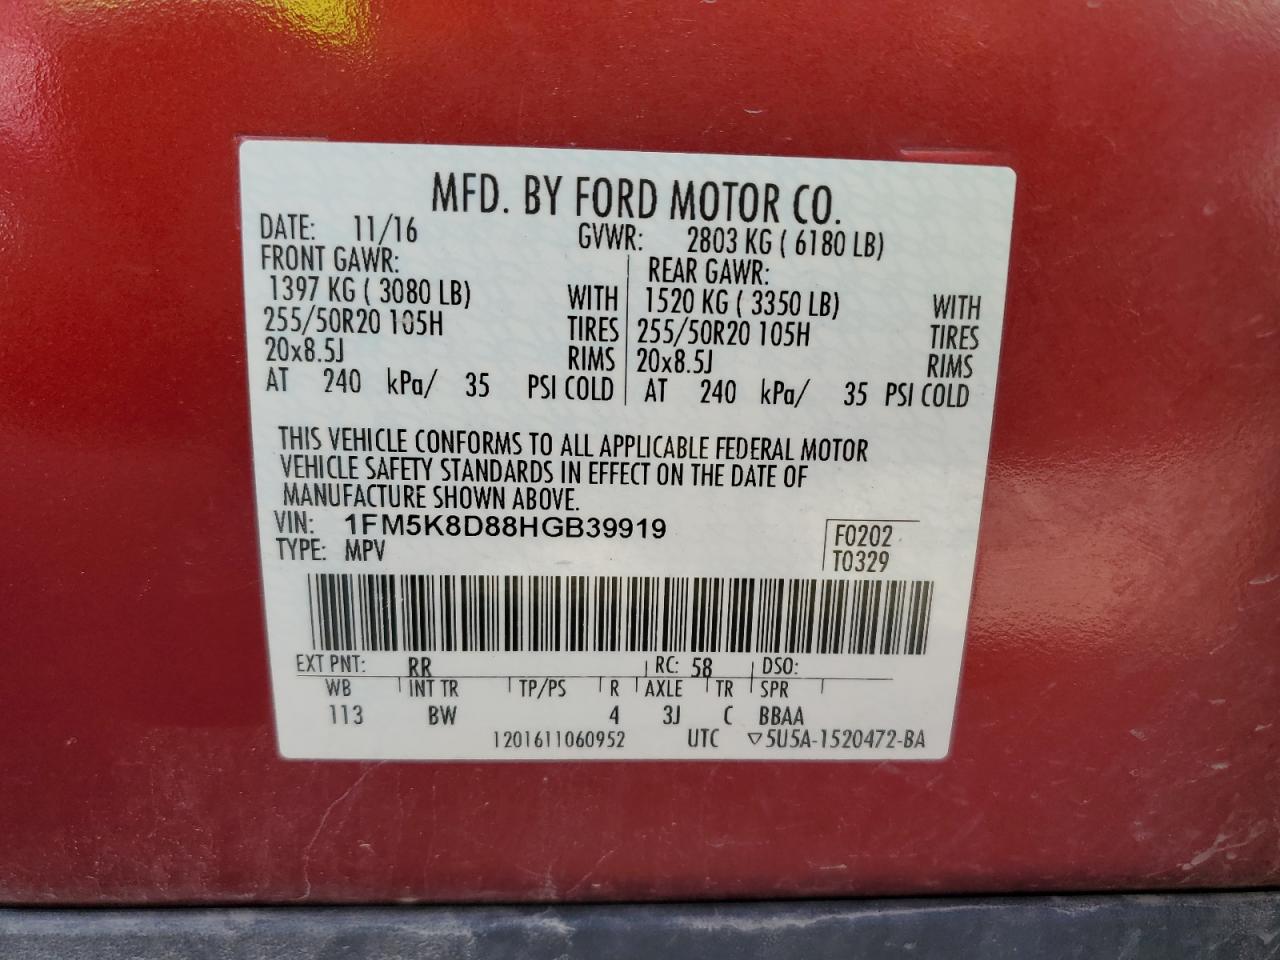 MFD. BY FORD MOTOR CO.
DATE: 11/16 GVWR: 2803 KG ( 6180 LB)
FRONT GAWR: REAR GAWR:
1397 KG ( 3080 LB) WITH 1520 KG ( 3350 LB) WITH
255/50R20 105H TIRES 255/50R20 105H TIRES
20x8.5J RIMS 20x8.5J RIMS
AT 240 kPa/ 35 PSI COLD AT 240 kPa/ 35 PSI COLD
THIS VEHICLE CONFORMS TO ALL APPLICABLE FEDERAL MOTOR
VEHICLE SAFETY STANDARDS IN EFFECT ON THE DATE OF
MANUFACTURE SHOWN ABOVE.
VIN: 1FM5K8D88HGB39919 F0202
TYPE: MPV T0329
EXT PNT: RR RC: 58 DSO:
WB INT TR TP/PS R AXLE TR SPR
113 BW 4 3J C BBAA
1201611060952 UTC ▽5U5A-1520472-BA